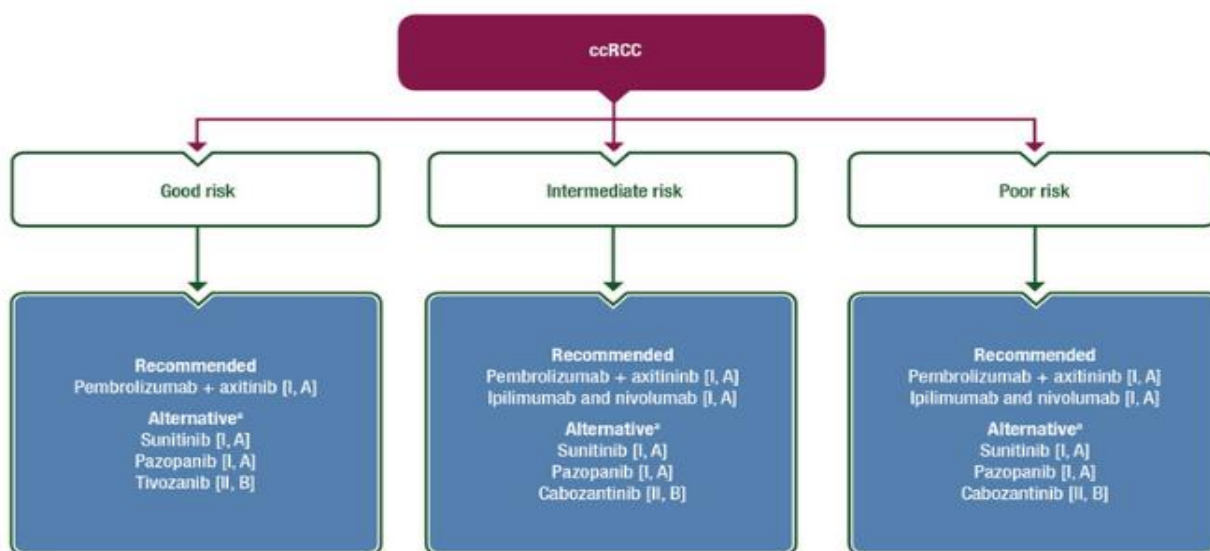 ccRCC
Good risk
Intermediate risk
Poor risk
Recommended
Pembrolizumab + axitinib [I, A]
Alternativeª
Sunitinib [I, A]
Pazopanib [I, A]
Tivozanib [II, B]
Recommended
Pembrolizumab + axitininb [I, A]
Ipilimumab and nivolumab [I, A]
Alternativeª
Sunitinib [I, A]
Pazopanib [I, A]
Cabozantinib [II, B]
Recommended
Pembrolizumab + axitininb [I, A]
Ipilimumab and nivolumab [I, A]
Alternativeª
Sunitinib [I, A]
Pazopanib [I, A]
Cabozantinib [II, B]